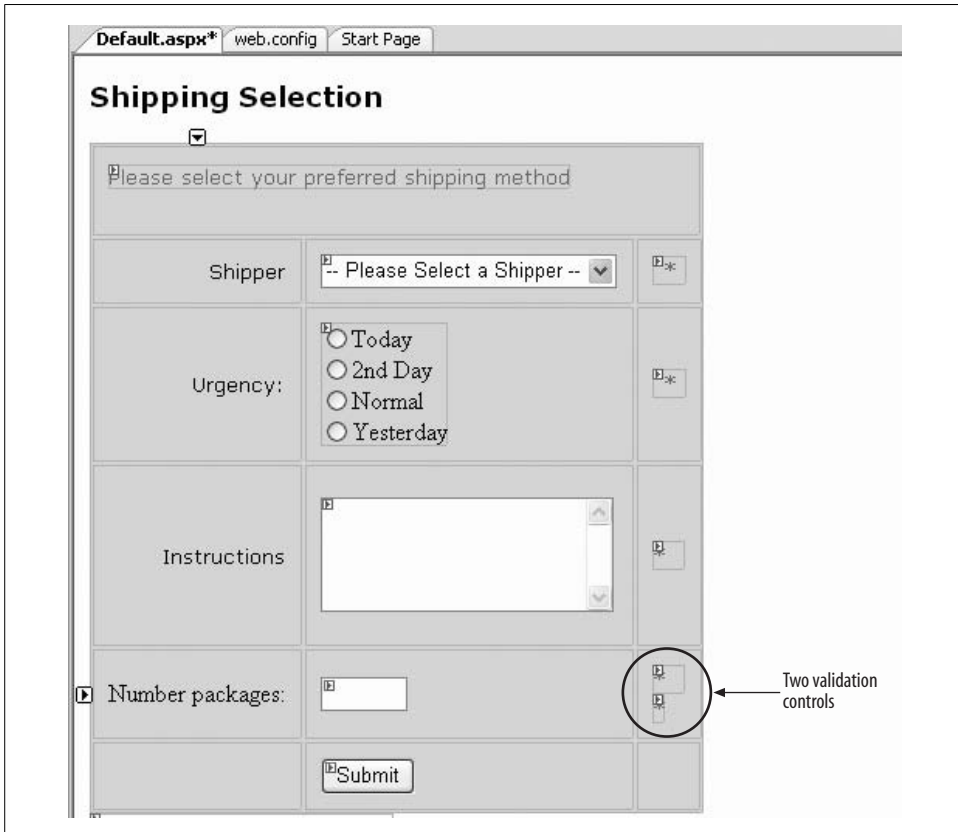 Default.aspx* web.config Start Page
Shipping Selection
Please select your preferred shipping method
Shipper -- Please Select a Shipper -- *
Urgency: Today *
2nd Day
Normal
Yesterday
Instructions *
Number packages: *
*
Two validation
controls
Submit